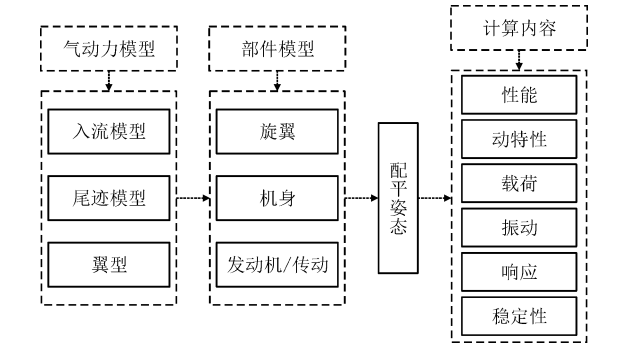 气动力模型
入流模型
尾迹模型
翼型
部件模型
旋翼
机身
发动机/传动
配平姿态
计算内容
性能
动特性
载荷
振动
响应
稳定性